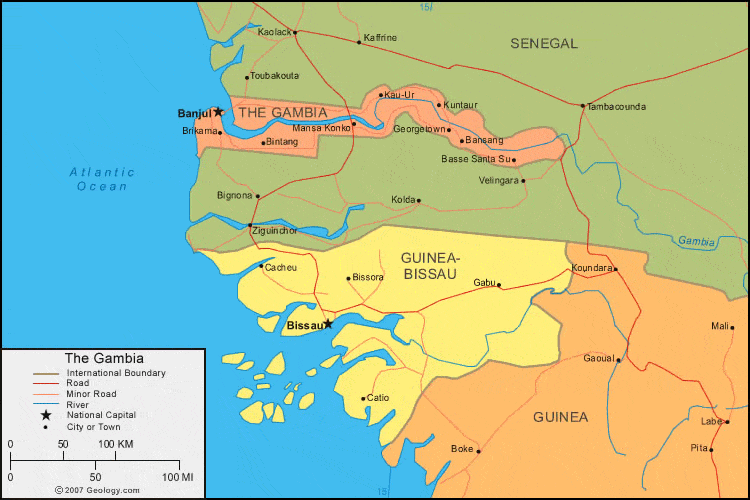 15
Kaolack
Kaffrine
SENEGAL
Toubakouta
Kau-Ur
Kuntaur
Tambacounda
Banjul
THE GAMBIA
Brikama
Mansa Konko
Georgetown
Bintang
Bansang
Basse Santa Su
Atlantic
Ocean
Velingara
Bignona
Kolda
Ziguinchor
Gambia
GUINEA-
BISSAU
Cacheu
Bissora
Gabu
Koundara
Bissau
Mali
Gaoual
Catio
GUINEA
Labe
Boke
Pita
15
The Gambia
International Boundary
Road
Minor Road
River
National Capital
City or Town
0 50 100 KM
0 50 100 MI
© 2007 Geology.com